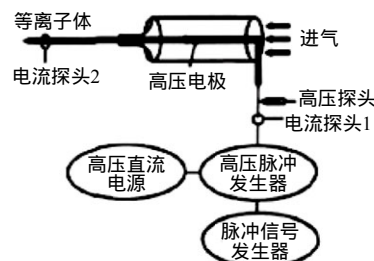 等离子体
进气
电流探头2
高压电极
高压探头
电流探头1
高压直流
电源
高压脉冲
发生器
脉冲信号
发生器